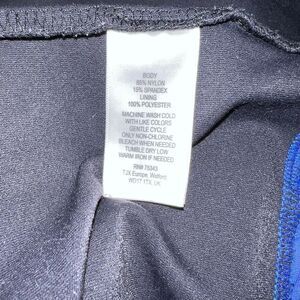 BODY
85% NYLON
15% SPANDEX
LINING
100% POLYESTER
MACHINE WASH COLD
WITH LIKE COLORS
GENTLE CYCLE
ONLY NON-CHLORINE
BLEACH WHEN NEEDED
TUMBLE DRY LOW
WARM IRON IF NEEDED
RN# 79343
TJX Europe, Watford
WD17 1TX, UK